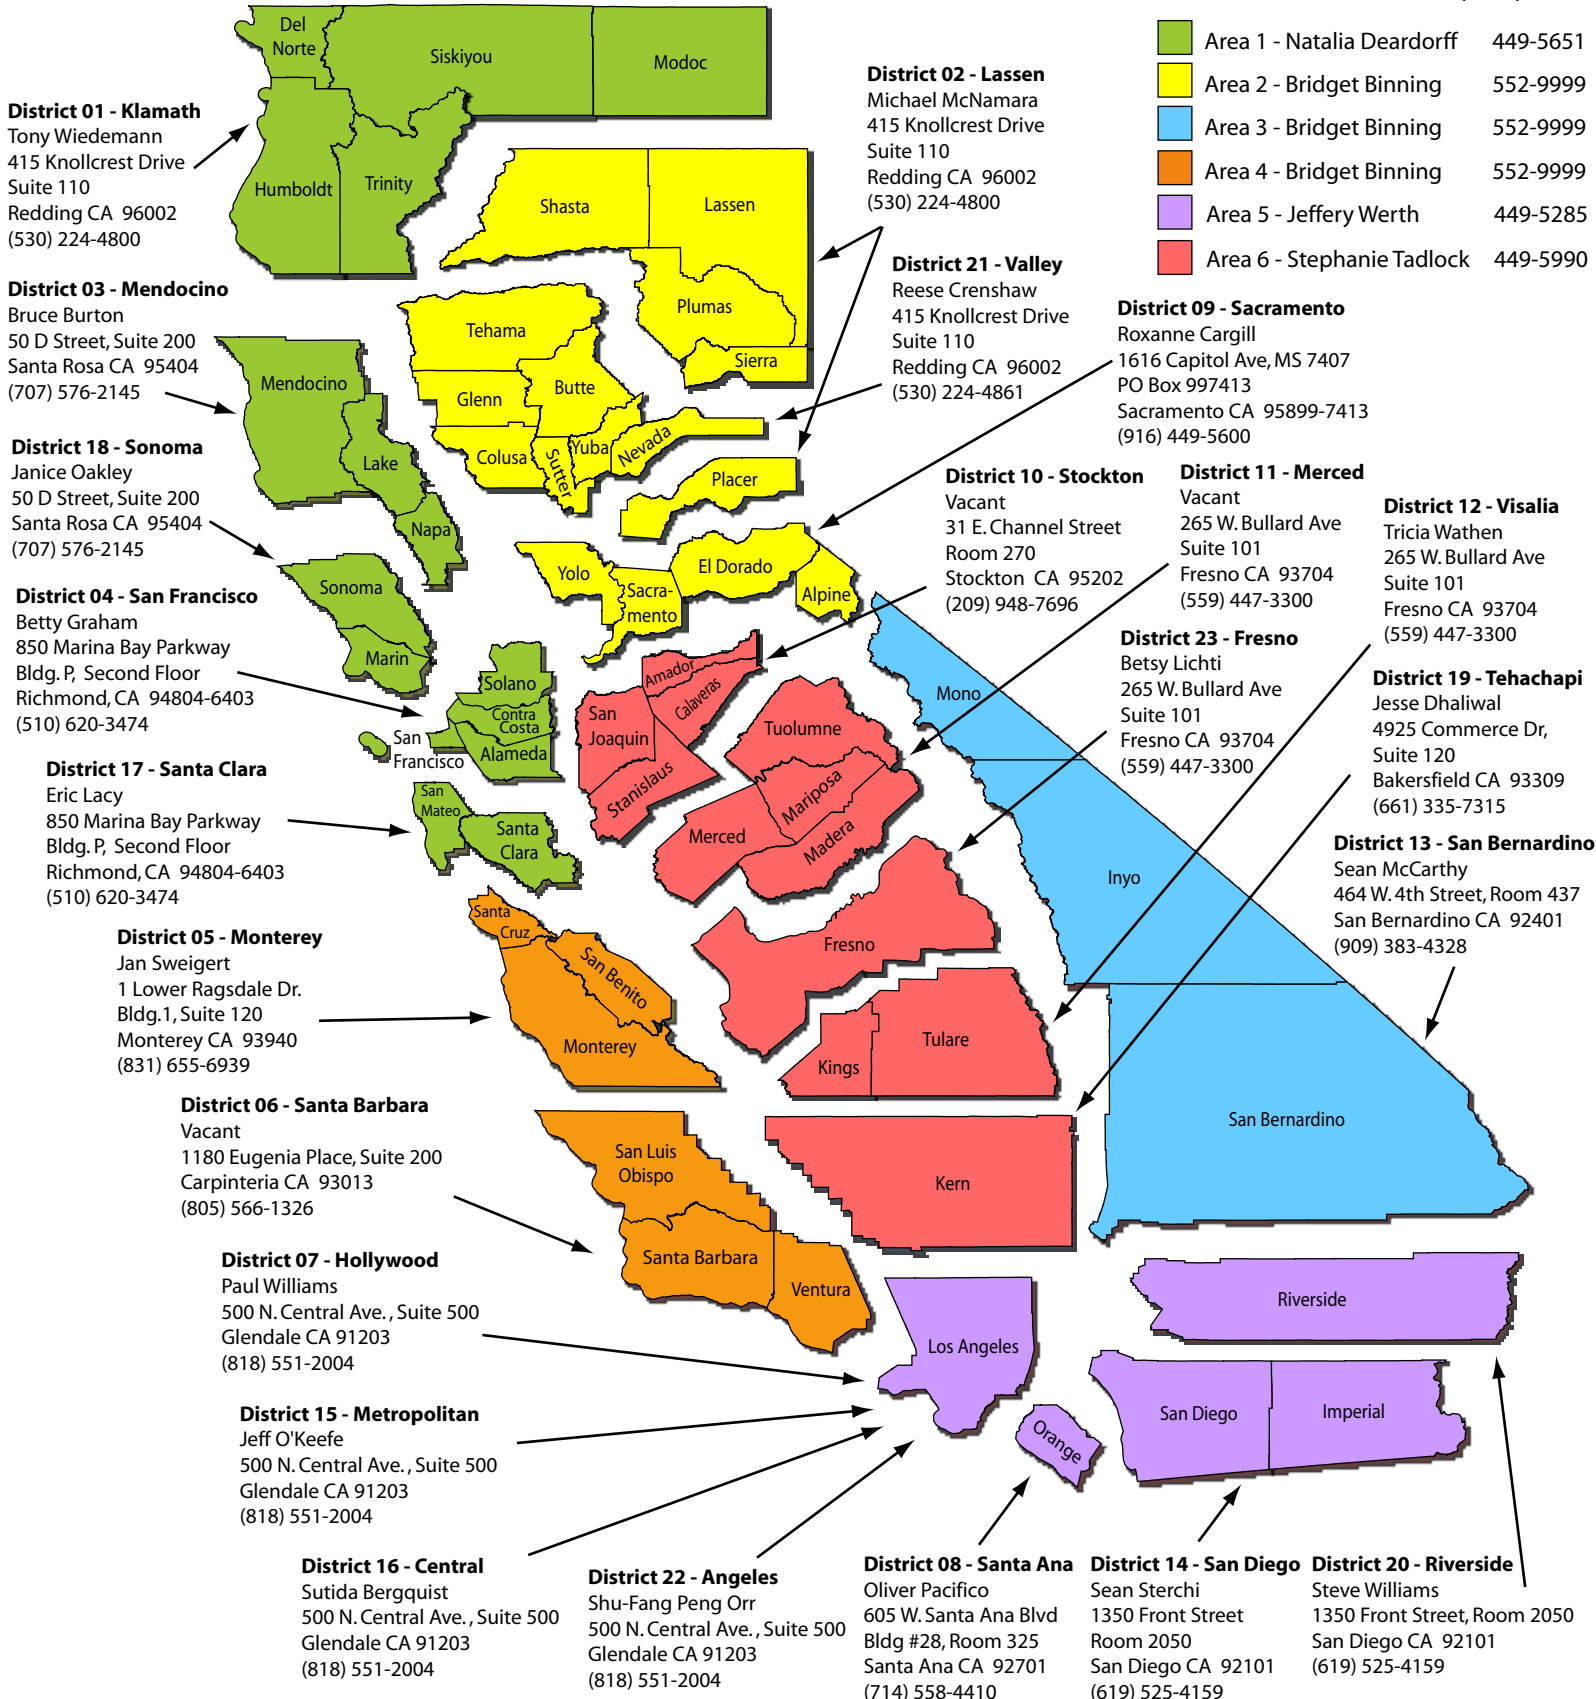 Area 1 - Natalia Deardorff 449-5651
Area 2 - Bridget Binning 552-9999
Area 3 - Bridget Binning 552-9999
Area 4 - Bridget Binning 552-9999
Area 5 - Jeffery Werth 449-5285
Area 6 - Stephanie Tadlock 449-5990
District 01 - Klamath
Tony Wiedemann
415 Knollcrest Drive
Suite 110
Redding CA 96002
(530) 224-4800
District 02 - Lassen
Michael McNamara
415 Knollcrest Drive
Suite 110
Redding CA 96002
(530) 224-4800
District 03 - Mendocino
Bruce Burton
50 D Street, Suite 200
Santa Rosa CA 95404
(707) 576-2145
District 21 - Valley
Reese Crenshaw
415 Knollcrest Drive
Suite 110
Redding CA 96002
(530) 224-4861
District 09 - Sacramento
Roxanne Cargill
1616 Capitol Ave, MS 7407
PO Box 997413
Sacramento CA 95899-7413
(916) 449-5600
District 18 - Sonoma
Janice Oakley
50 D Street, Suite 200
Santa Rosa CA 95404
(707) 576-2145
District 10 - Stockton
Vacant
31 E. Channel Street
Room 270
Stockton CA 95202
(209) 948-7696
District 11 - Merced
Vacant
265 W. Bullard Ave
Suite 101
Fresno CA 93704
(559) 447-3300
District 12 - Visalia
Tricia Wathen
265 W. Bullard Ave
Suite 101
Fresno CA 93704
(559) 447-3300
District 04 - San Francisco
Betty Graham
850 Marina Bay Parkway
Bldg. P, Second Floor
Richmond, CA 94804-6403
(510) 620-3474
District 23 - Fresno
Betsy Lichti
265 W. Bullard Ave
Suite 101
Fresno CA 93704
(559) 447-3300
District 19 - Tehachapi
Jesse Dhaliwal
4925 Commerce Dr,
Suite 120
Bakersfield CA 93309
(661) 335-7315
District 17 - Santa Clara
Eric Lacy
850 Marina Bay Parkway
Bldg. P, Second Floor
Richmond, CA 94804-6403
(510) 620-3474
District 13 - San Bernardino
Sean McCarthy
464 W. 4th Street, Room 437
San Bernardino CA 92401
(909) 383-4328
District 05 - Monterey
Jan Sweigert
1 Lower Ragsdale Dr.
Bldg.1, Suite 120
Monterey CA 93940
(831) 655-6939
District 06 - Santa Barbara
Vacant
1180 Eugenia Place, Suite 200
Carpinteria CA 93013
(805) 566-1326
District 07 - Hollywood
Paul Williams
500 N. Central Ave., Suite 500
Glendale CA 91203
(818) 551-2004
District 15 - Metropolitan
Jeff O'Keefe
500 N. Central Ave., Suite 500
Glendale CA 91203
(818) 551-2004
District 16 - Central
Sutida Bergquist
500 N. Central Ave., Suite 500
Glendale CA 91203
(818) 551-2004
District 22 - Angeles
Shu-Fang Peng Orr
500 N. Central Ave., Suite 500
Glendale CA 91203
(818) 551-2004
District 08 - Santa Ana
Oliver Pacifico
605 W. Santa Ana Blvd
Bldg #28, Room 325
Santa Ana CA 92701
(714) 558-4410
District 14 - San Diego
Sean Sterchi
1350 Front Street
Room 2050
San Diego CA 92101
(619) 525-4159
District 20 - Riverside
Steve Williams
1350 Front Street, Room 2050
San Diego CA 92101
(619) 525-4159
Del
Norte
Siskiyou
Modoc
Humboldt
Trinity
Shasta
Lassen
Plumas
Sierra
Tehama
Glenn
Butte
Colusa
Sutter
Yuba
Nevada
Placer
Mendocino
Lake
Napa
Sonoma
Marin
Yolo
Sacra-
mento
El Dorado
Alpine
Solano
Contra
Costa
Alameda
San
Francisco
San
Mateo
Santa
Clara
Amador
Calaveras
San
Joaquin
Stanislaus
Tuolumne
Mariposa
Merced
Madera
Mono
Inyo
San Bernardino
Fresno
Kings
Tulare
Kern
Santa
Cruz
San Benito
Monterey
San Luis
Obispo
Santa Barbara
Ventura
Los Angeles
Orange
Riverside
San Diego
Imperial